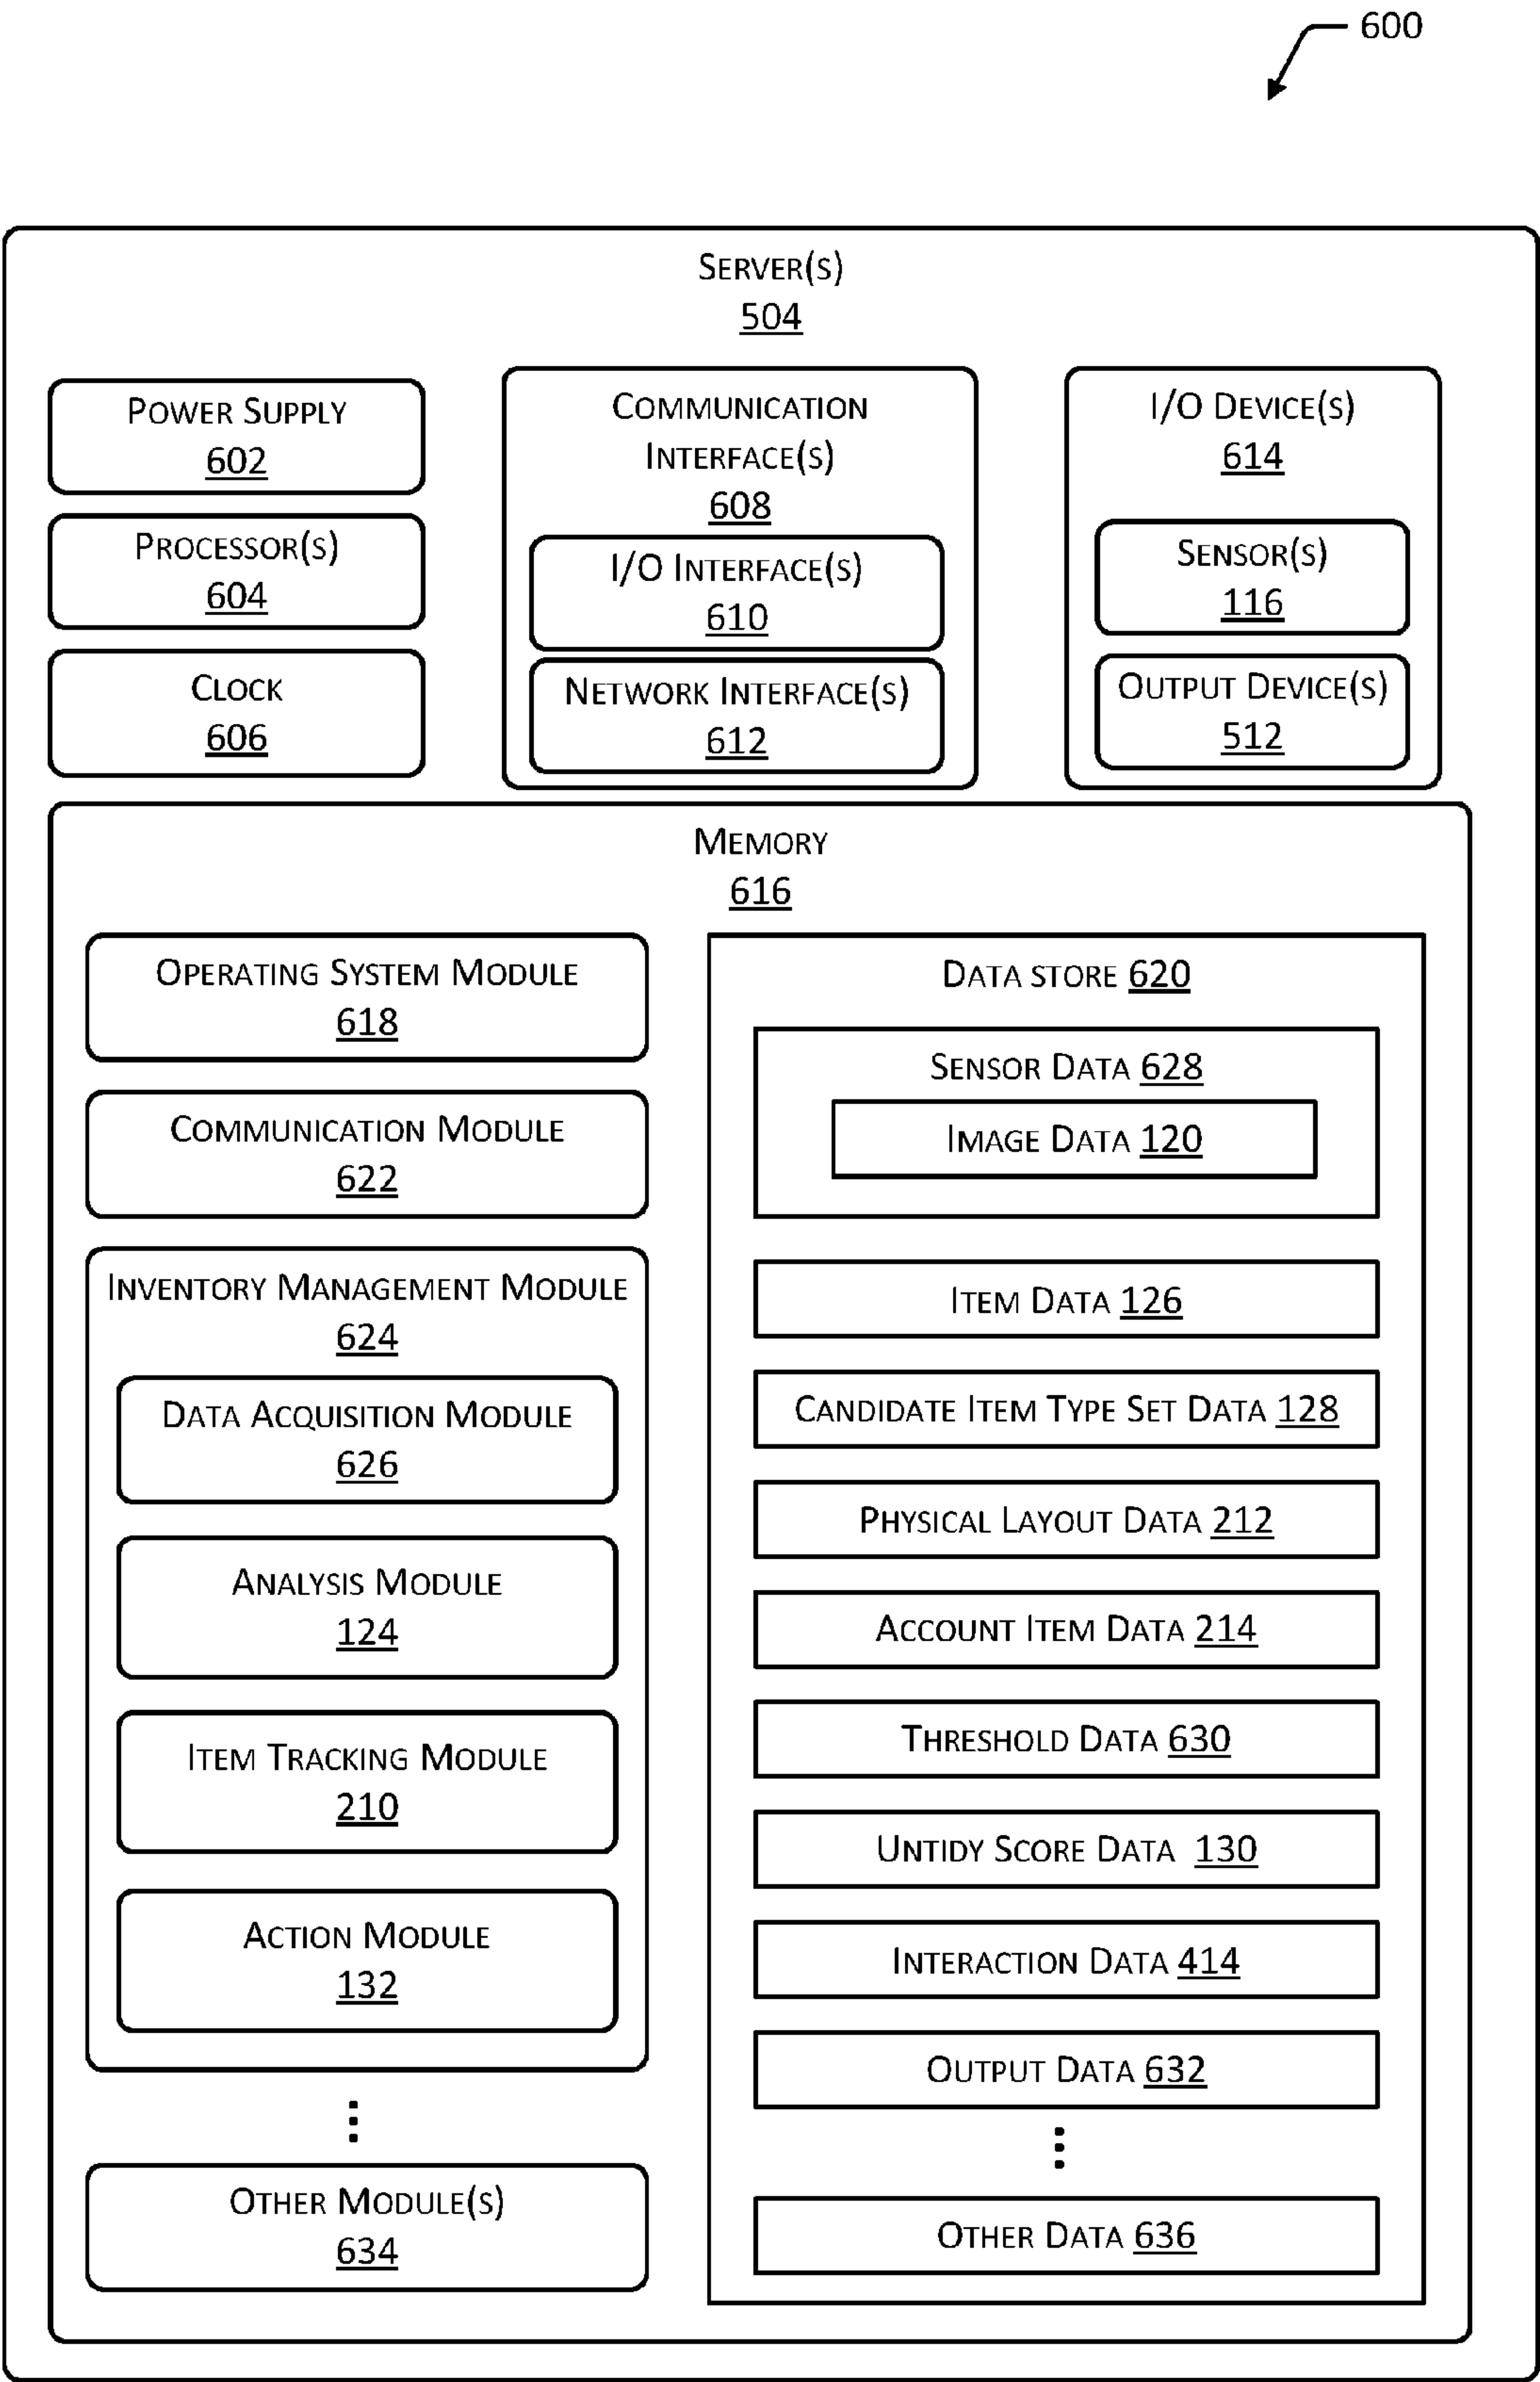 600
SERVER(S)
504
POWER SUPPLY
602
PROCESSOR(S)
604
CLOCK
606
COMMUNICATION
INTERFACE(S)
608
I/O INTERFACE(S)
610
NETWORK INTERFACE(S)
612
I/O DEVICE(S)
614
SENSOR(S)
116
OUTPUT DEVICE(S)
512
MEMORY
616
OPERATING SYSTEM MODULE
618
COMMUNICATION MODULE
622
INVENTORY MANAGEMENT MODULE
624
DATA ACQUISITION MODULE
626
ANALYSIS MODULE
124
ITEM TRACKING MODULE
210
ACTION MODULE
132
OTHER MODULE(S)
634
DATA STORE 620
SENSOR DATA 628
IMAGE DATA 120
ITEM DATA 126
CANDIDATE ITEM TYPE SET DATA 128
PHYSICAL LAYOUT DATA 212
ACCOUNT ITEM DATA 214
THRESHOLD DATA 630
UNTIDY SCORE DATA 130
INTERACTION DATA 414
OUTPUT DATA 632
OTHER DATA 636